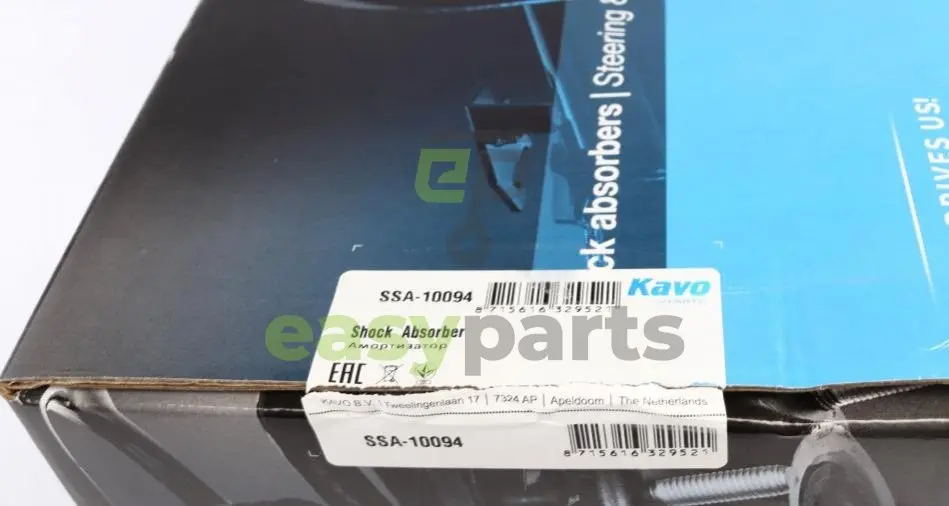 ck absorbers | Steering &
DRIVES US!
SSA-10094
8 715616 329521
Kavo
PARTS
Shock Absorber
Амортизатор
easyparts
EAC
KAVO B.V. | Tweelingenlaan 17 | 7324 AP | Apeldoorn | The Netherlands
SSA-10094
8 715616 329521